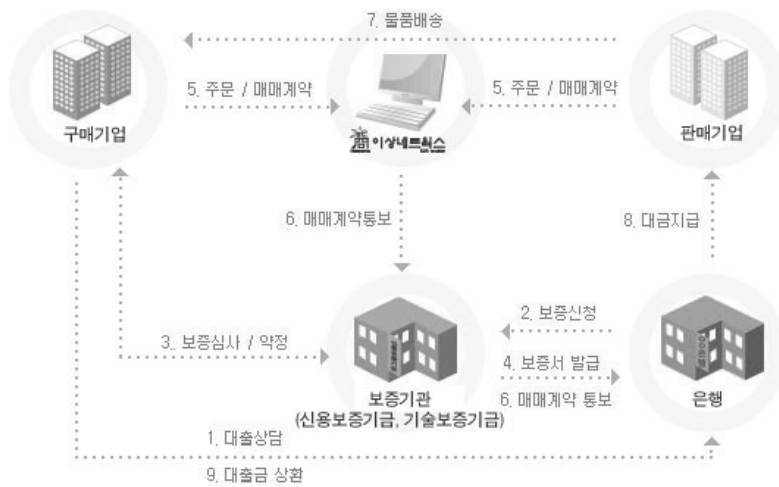 7. 물품배송
5. 주문 / 매매계약
5. 주문 / 매매계약
구매기업
이상네트웍스
판매기업
6. 매매계약통보
8. 대금지급
2. 보증신청
3. 보증심사 / 약정
4. 보증서 발급
보증기관
6. 매매계약 통보
은행
(신용보증기금, 기술보증기금)
1. 대출상담
9. 대출금 상환